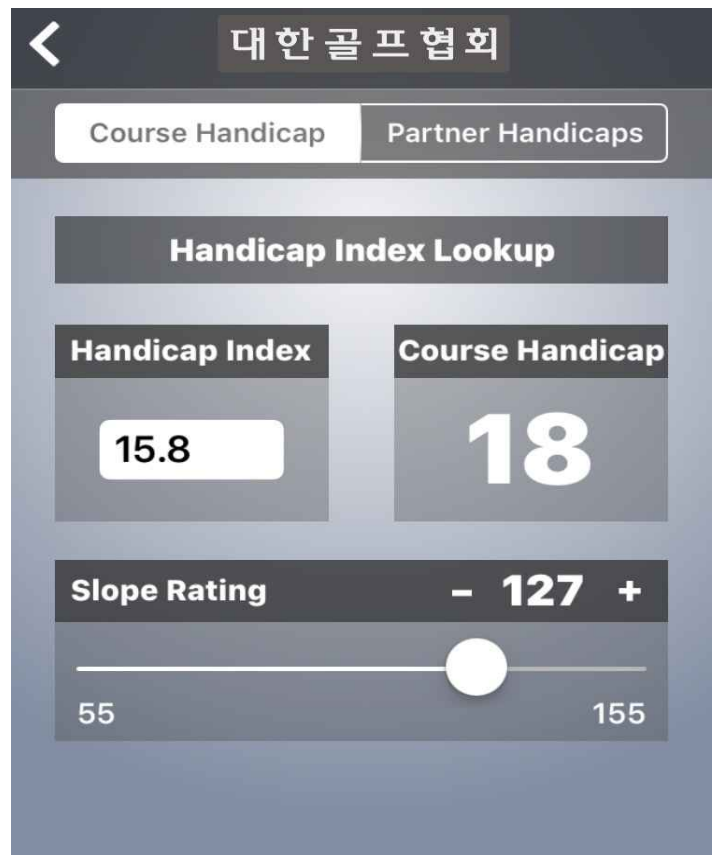 대한골프협회
Course Handicap Partner Handicaps
Handicap Index Lookup
Handicap Index Course Handicap
15.8 18
Slope Rating - 127 +
55 155